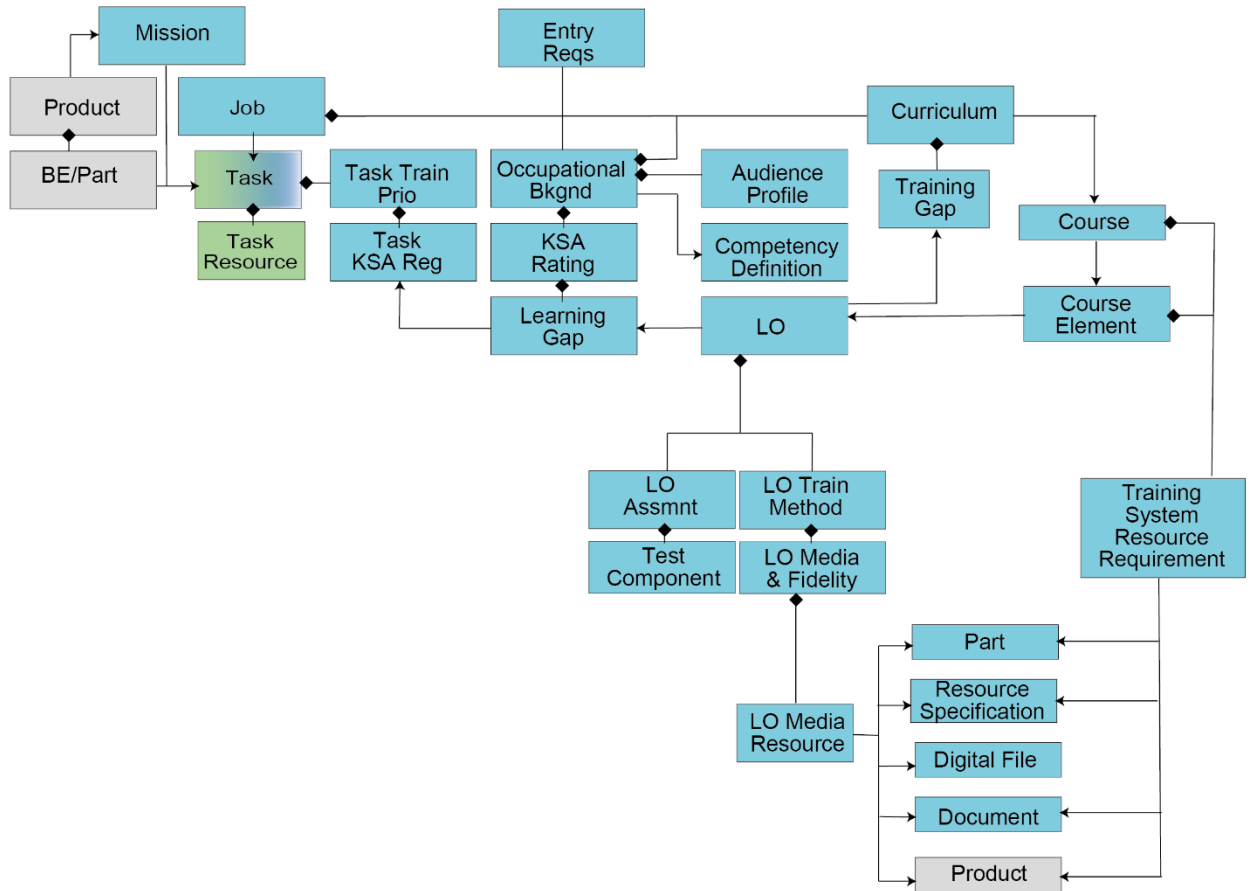 Mission
Entry
Reqs
Product
Job
Curriculum
BE/Part
Task
Task Train
Prio
Occupational
Bkgnd
Audience
Profile
Training
Gap
Course
Task
Resource
Task
KSA Reg
KSA
Rating
Competency
Definition
Learning
Gap
LO
Course
Element
LO
Assmnt
LO Train
Method
Training
System
Resource
Requirement
Test
Component
LO Media
& Fidelity
Part
Resource
Specification
LO Media
Resource
Digital File
Document
Product